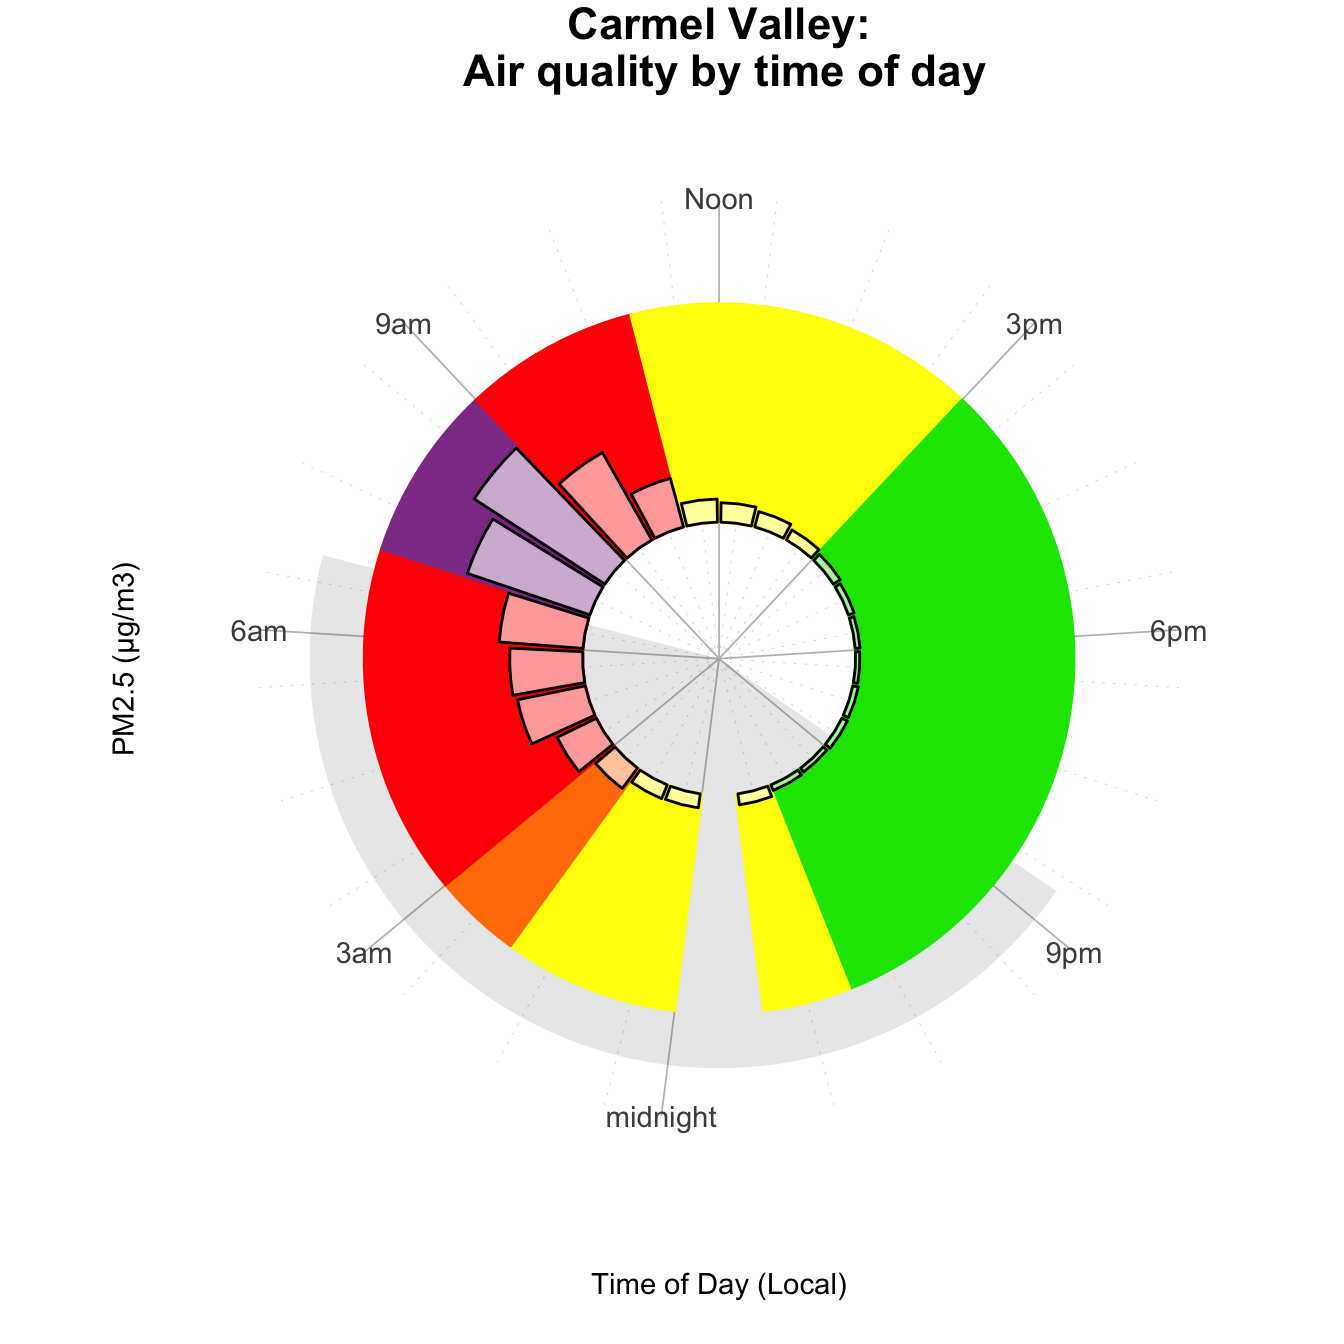 Carmel Valley:
Air quality by time of day
Noon
9am
3pm
6am
6pm
PM2.5 (µg/m3)
3am
9pm
midnight
Time of Day (Local)